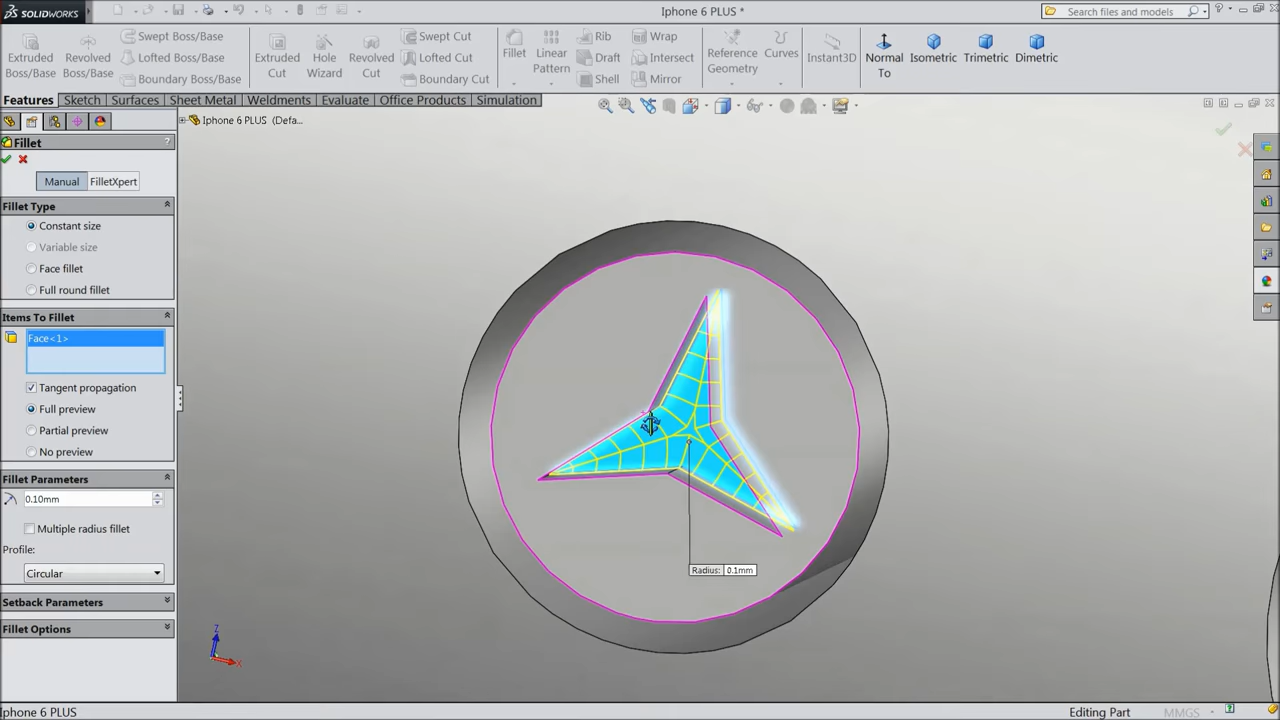 SOLIDWORKS
Iphone 6 PLUS *
Search files and models
Extruded Boss/Base
Revolved Boss/Base
Swept Boss/Base
Lofted Boss/Base
Boundary Boss/Base
Extruded Cut
Hole Wizard
Revolved Cut
Swept Cut
Lofted Cut
Boundary Cut
Fillet
Linear Pattern
Rib
Draft
Shell
Wrap
Intersect
Mirror
Reference Geometry
Curves
Instant3D
Normal To
Isometric
Trimetric
Dimetric
Features
Sketch
Surfaces
Sheet Metal
Weldments
Evaluate
Office Products
Simulation
Iphone 6 PLUS (Defa...
Fillet
?
Manual
FilletXpert
Fillet Type
Constant size
Variable size
Face fillet
Full round fillet
Items To Fillet
Face<1>
Tangent propagation
Full preview
Partial preview
No preview
Fillet Parameters
0.10mm
Multiple radius fillet
Profile:
Circular
Setback Parameters
Fillet Options
Radius: 0.1mm
Z
X
Iphone 6 PLUS
Editing Part
MMGS